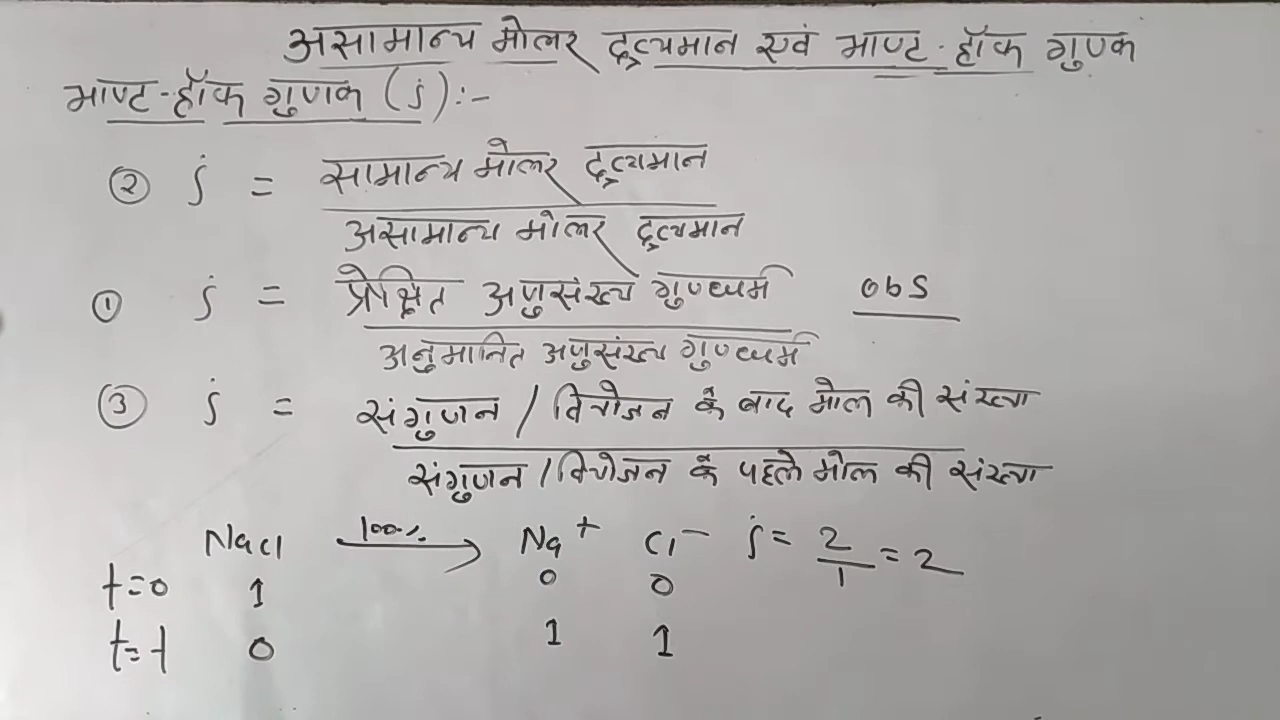 असामान्य मोलर द्रव्यमान एवं वाण्ट-हॉफ गुणक
वाण्ट-हॉफ गुणक (i):-
② i = सामान्य मोलर द्रव्यमान
असामान्य मोलर द्रव्यमान
① i = प्रेक्षित अणुसंख्य गुणधर्म obs
अनुमानित अणुसंख्य गुणधर्म
③ i = संगुणन / वियोजन के बाद मोल की संख्या
संगुणन / वियोजन के पहले मोल की संख्या
NaCl 100% → Na⁺ Cl⁻ i = 2/1 = 2
t=0 1 0 0
t=t 0 1 1